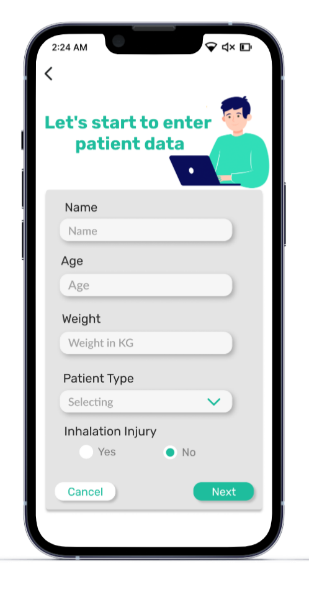 2:24 AM
Let's start to enter
patient data
Name
Name
Age
Age
Weight
Weight in KG
Patient Type
Selecting
Inhalation Injury
Yes
No
Cancel
Next